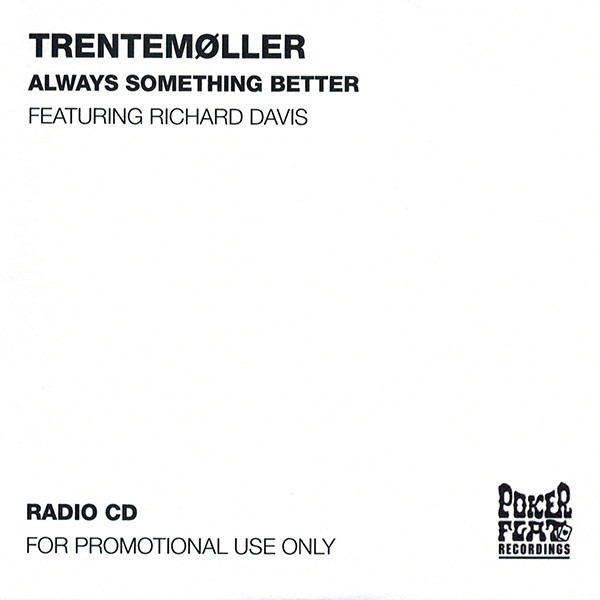 TRENTEMØLLER
ALWAYS SOMETHING BETTER
FEATURING RICHARD DAVIS
RADIO CD
FOR PROMOTIONAL USE ONLY
POKER
FLAT
RECORDINGS